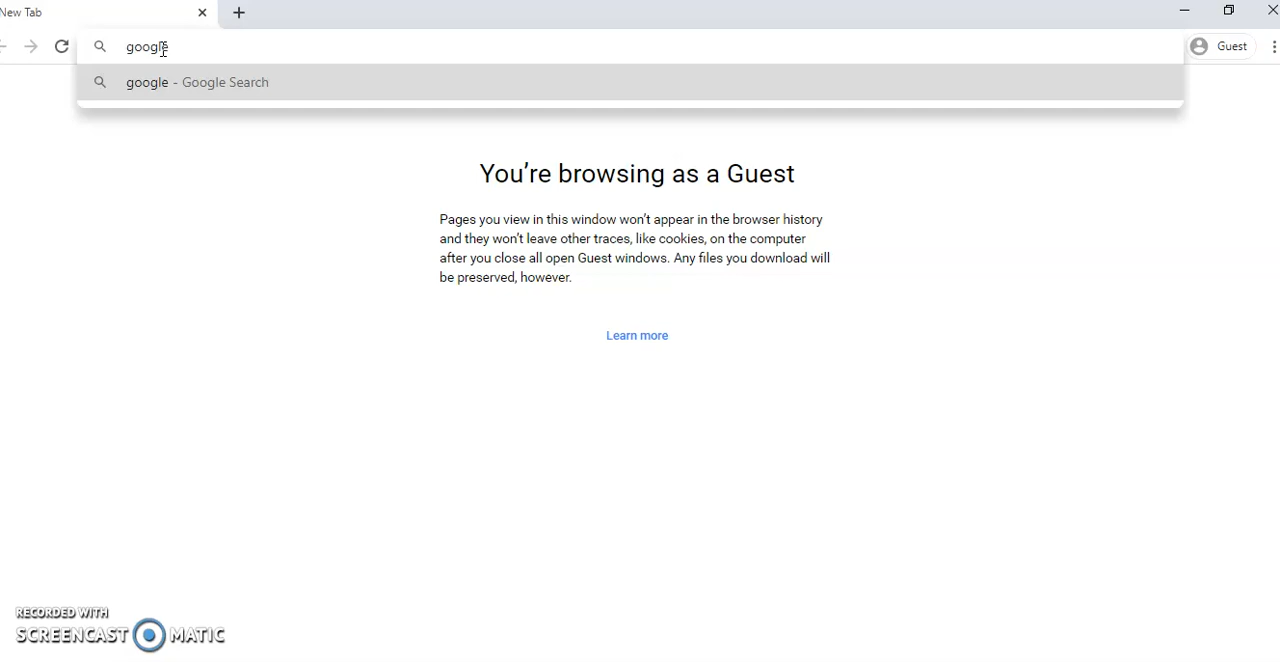 New Tab
google
Guest
google - Google Search
You're browsing as a Guest
Pages you view in this window won't appear in the browser history
and they won't leave other traces, like cookies, on the computer
after you close all open Guest windows. Any files you download will
be preserved, however.
Learn more
RECORDED WITH
SCREENCAST MATIC